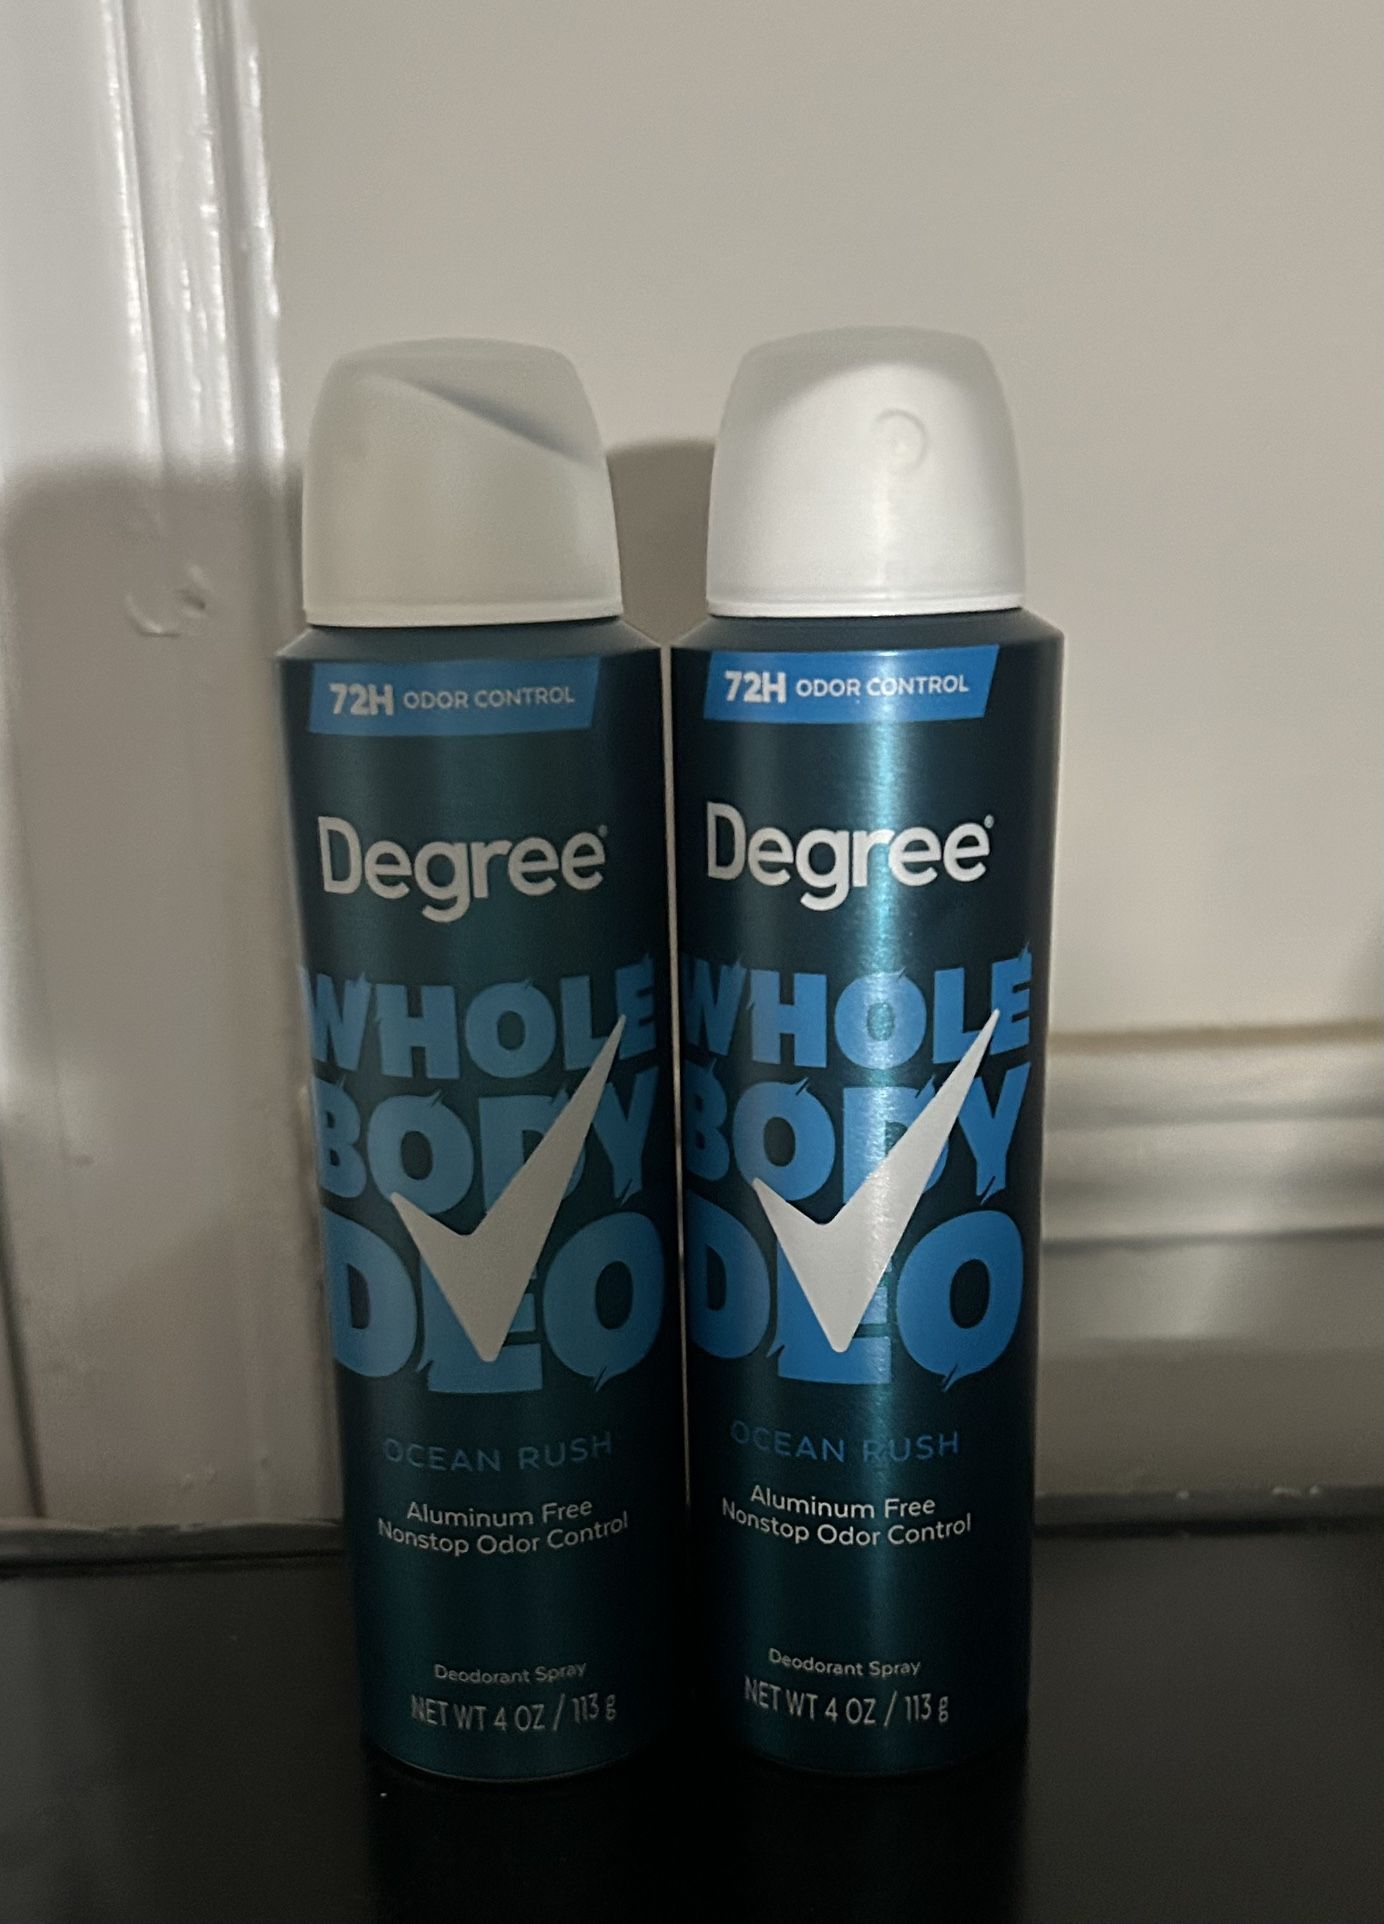 72H ODOR CONTROL
Degree®
WHOLE
BODY
DEO
OCEAN RUSH
Aluminum Free
Nonstop Odor Control
Deodorant Spray
NET WT 4 OZ / 113 g
72H ODOR CONTROL
Degree®
WHOLE
BODY
DEO
OCEAN RUSH
Aluminum Free
Nonstop Odor Control
Deodorant Spray
NET WT 4 OZ / 113 g